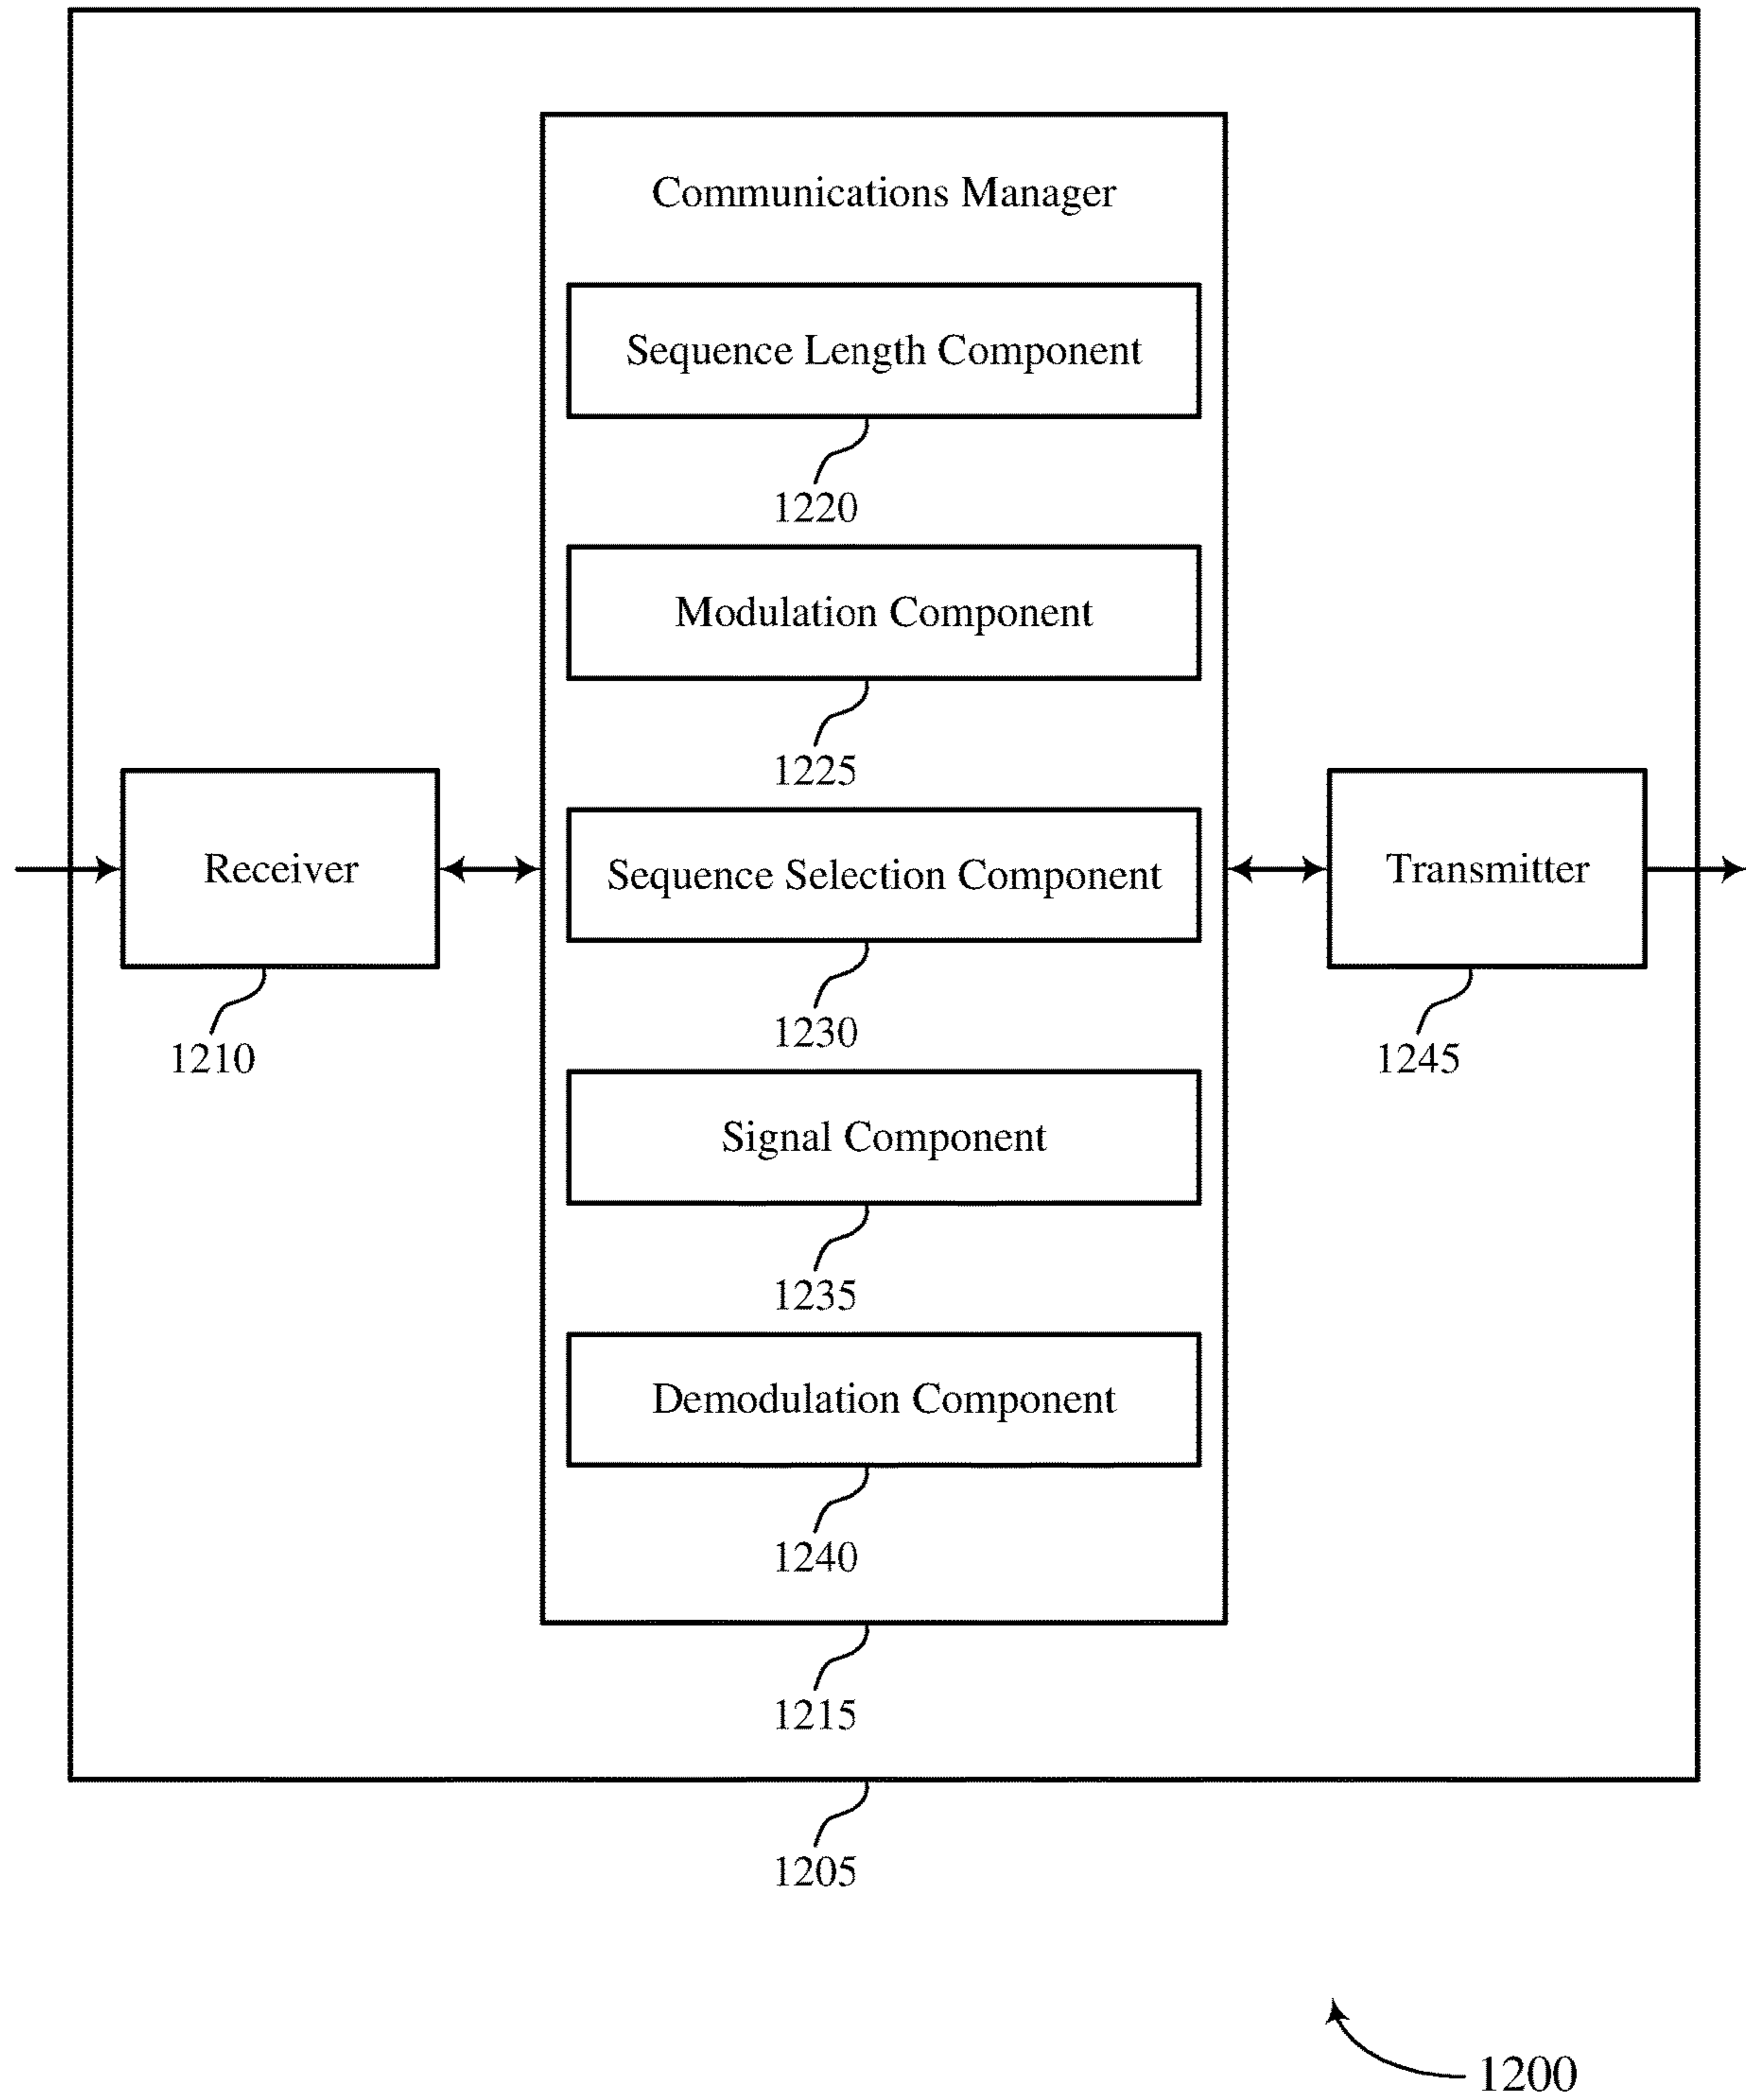 Communications Manager
Sequence Length Component
1220
Modulation Component
1225
Receiver
1210
Sequence Selection Component
1230
Transmitter
1245
Signal Component
1235
Demodulation Component
1240
1215
1205
1200